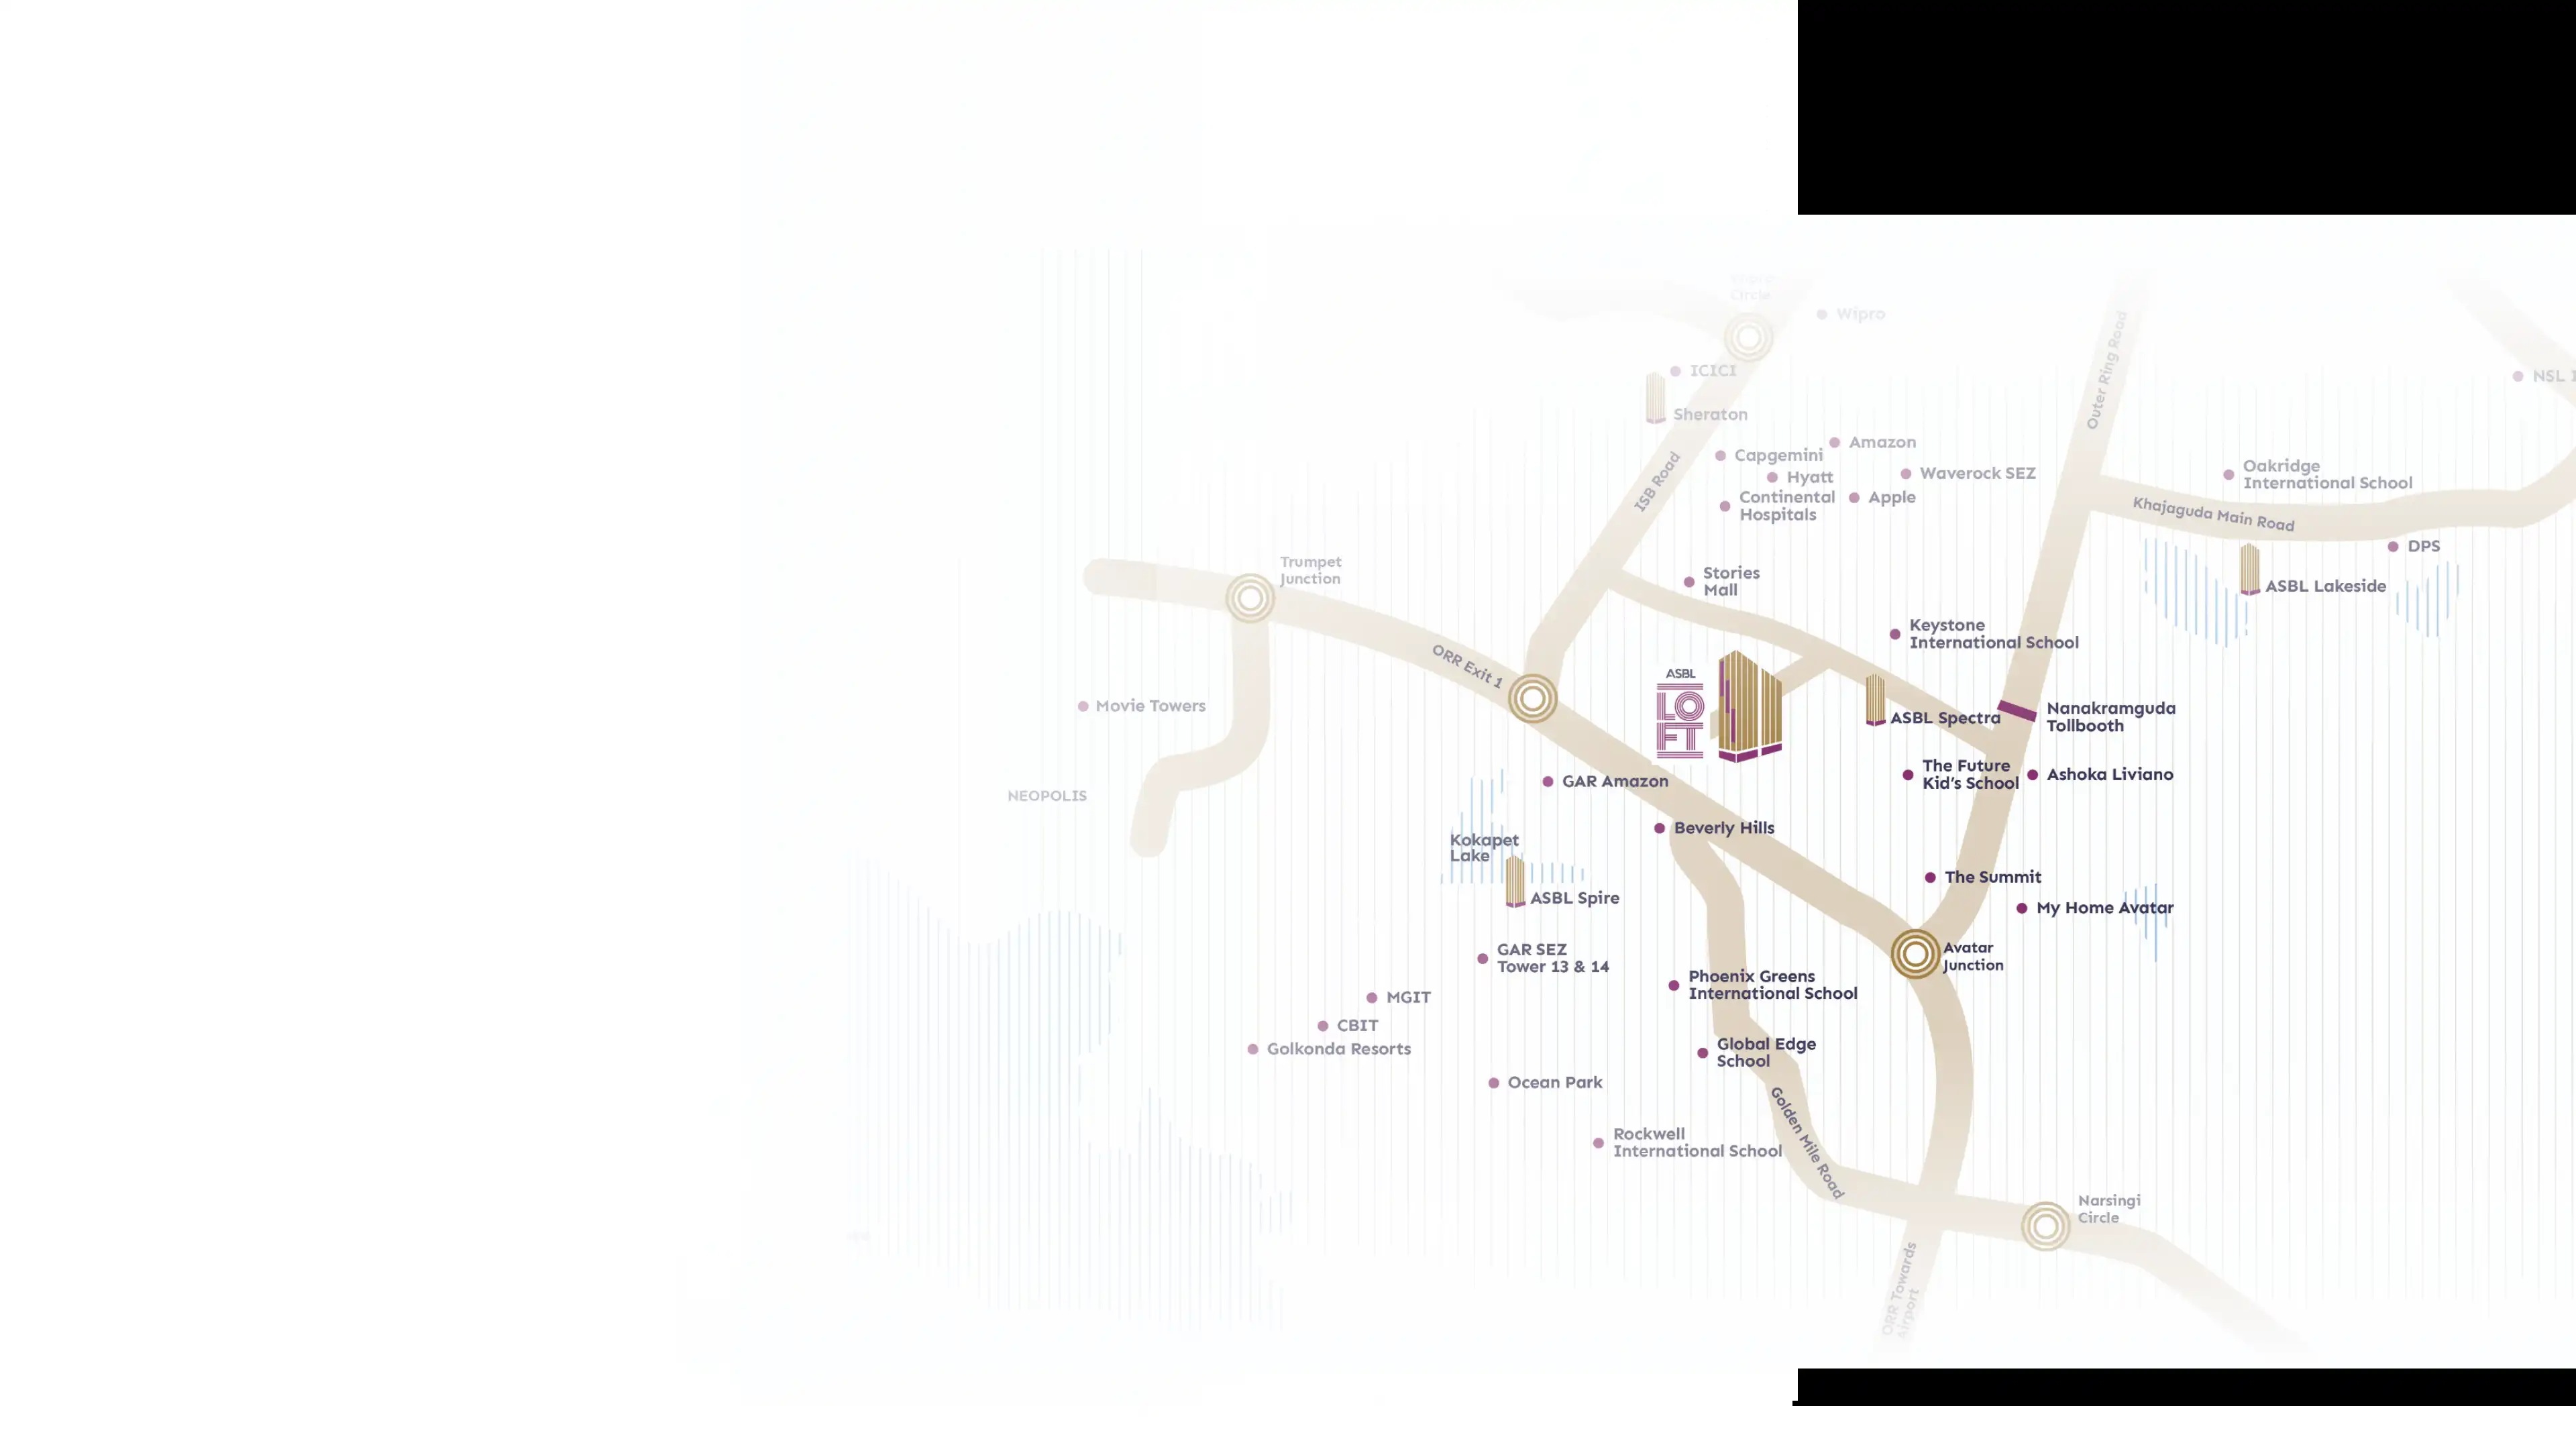 Circle
Wipro
ICICI
Sheraton
Outer Ring Road
NSL
Amazon
Capgemini
Hyatt
Waverock SEZ
Continental
Hospitals
Apple
ISB Road
Oakridge
International School
Khajaguda Main Road
DPS
ASBL Lakeside
Trumpet
Junction
Stories
Mall
Keystone
International School
ORR Exit 1
ASBL
LOFT
ASBL Spectra
Nanakramguda
Tollbooth
Movie Towers
NEOPOLIS
GAR Amazon
The Future
Kid's School
Ashoka Liviano
Beverly Hills
Kokapet
Lake
ASBL Spire
The Summit
My Home Avatar
GAR SEZ
Tower 13 & 14
Avatar
Junction
Phoenix Greens
International School
MGIT
CBIT
Golkonda Resorts
Global Edge
School
Ocean Park
Golden Mile Road
Rockwell
International School
Narsingi
Circle
ORR Towards
Airport